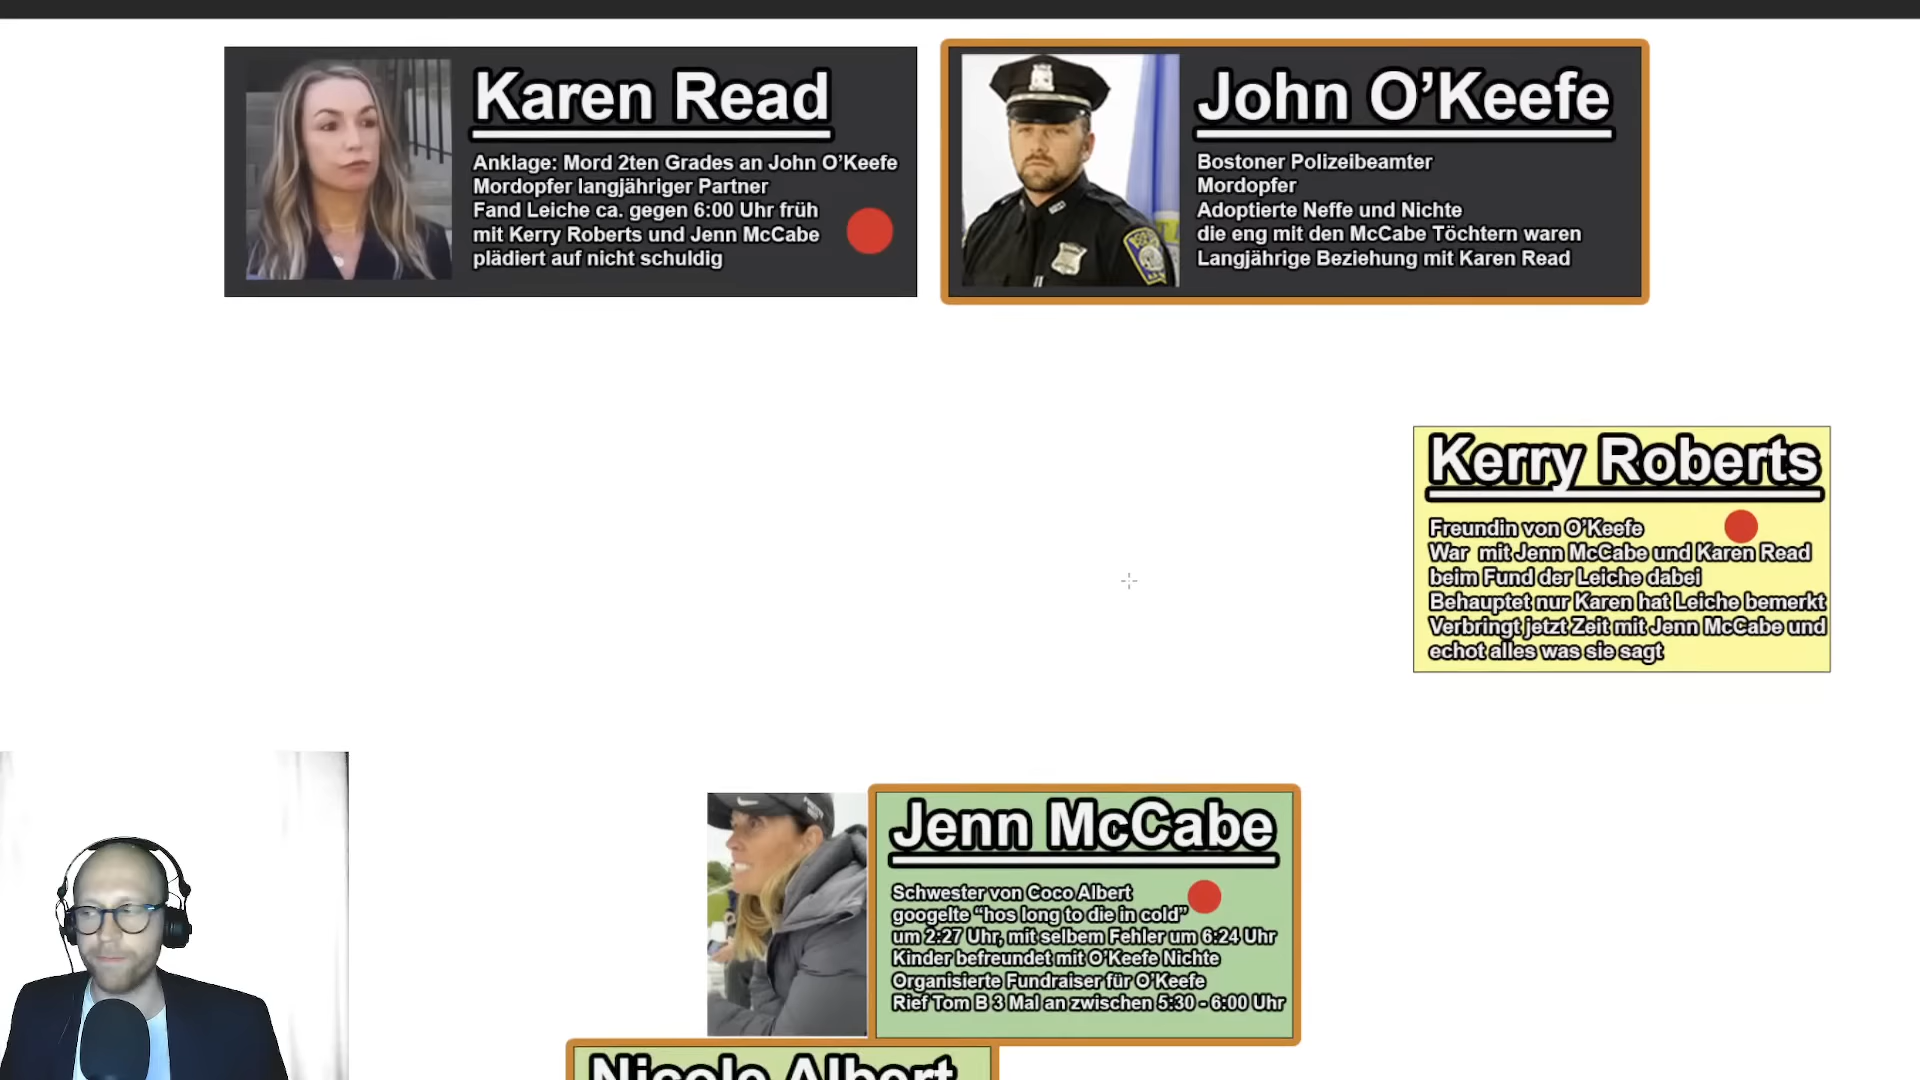 Karen Read
Anklage: Mord 2ten Grades an John O'Keefe
Mordopfer langjähriger Partner
Fand Leiche ca. gegen 6:00 Uhr früh
mit Kerry Roberts und Jenn McCabe
plädiert auf nicht schuldig
John O'Keefe
Bostoner Polizeibeamter
Mordopfer
Adoptierte Neffe und Nichte
die eng mit den McCabe Töchtern waren
Langjährige Beziehung mit Karen Read
Kerry Roberts
Freundin von O'Keefe
War mit Jenn McCabe und Karen Read
beim Fund der Leiche dabei
Behauptet nur Karen hat Leiche bemerkt
Verbringt jetzt Zeit mit Jenn McCabe und
echot alles was sie sagt
Jenn McCabe
Schwester von Coco Albert
googelte "hos long to die in cold"
um 2:27 Uhr, mit selbem Fehler um 6:24 Uhr
Kinder befreundet mit O'Keefe Nichte
Organisierte Fundraiser für O'Keefe
Rief Tom B 3 Mal an zwischen 5:30 - 6:00 Uhr
Nicole Albert